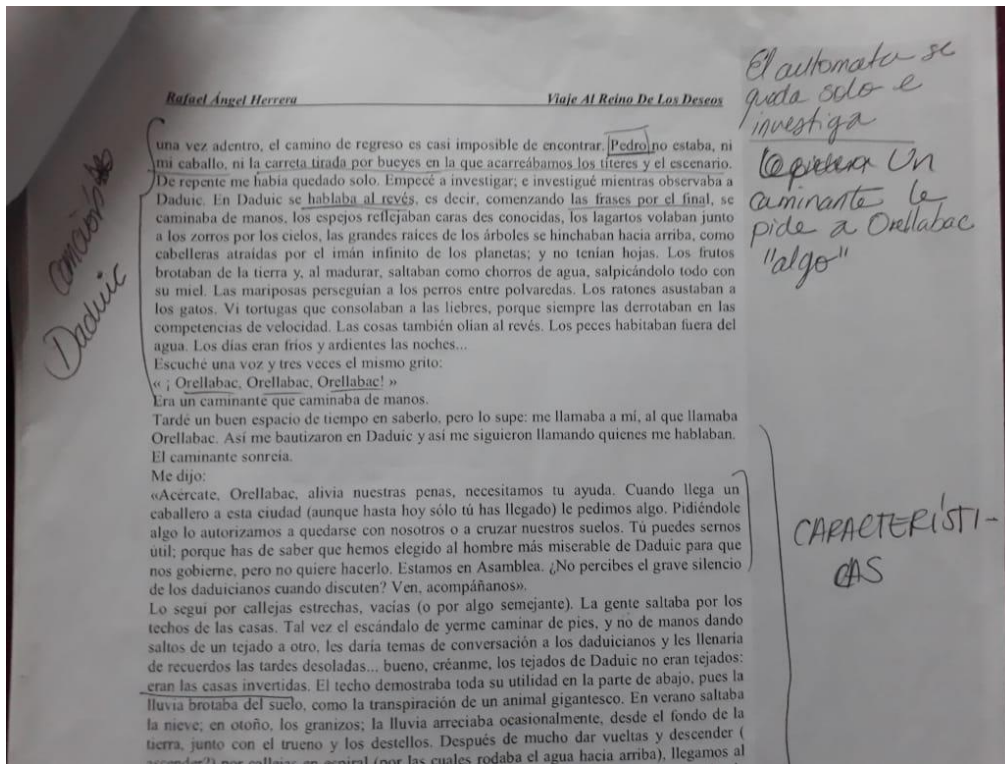 El automata se
queda solo e
investiga
Un
caminante le
pide a Orellabac
"algo"
Rafael Ángel Herrera Viaje Al Reino De Los Deseos
una vez adentro, el camino de regreso es casi imposible de encontrar. Pedro no estaba, ni
mi caballo, ni la carreta tirada por bueyes en la que acarreábamos los títeres y el escenario.
De repente me había quedado solo. Empecé a investigar; e investigué mientras observaba a
Daduic. En Daduic se hablaba al revés, es decir, comenzando las frases por el final, se
caminaba de manos, los espejos reflejaban caras des conocidas, los lagartos volaban junto
a los zorros por los cielos, las grandes raíces de los árboles se hinchaban hacia arriba, como
cabelleras atraídas por el imán infinito de los planetas; y no tenían hojas. Los frutos
brotaban de la tierra y, al madurar, saltaban como chorros de agua, salpicándolo todo con
su miel. Las mariposas perseguían a los perros entre polvaredas. Los ratones asustaban a
los gatos. Vi tortugas que consolaban a las liebres, porque siempre las derrotaban en las
competencias de velocidad. Las cosas también olían al revés. Los peces habitaban fuera del
agua. Los días eran fríos y ardientes las noches...
Escuché una voz y tres veces el mismo grito:
« ¡ Orellabac, Orellabac, Orellabac! »
Era un caminante que caminaba de manos.
Tardé un buen espacio de tiempo en saberlo, pero lo supe: me llamaba a mí, al que llamaba
Orellabac. Así me bautizaron en Daduic y así me siguieron llamando quienes me hablaban.
El caminante sonreía.
Me dijo:
«Acércate, Orellabac, alivia nuestras penas, necesitamos tu ayuda. Cuando llega un
caballero a esta ciudad (aunque hasta hoy sólo tú has llegado) le pedimos algo. Pidiéndole
algo lo autorizamos a quedarse con nosotros o a cruzar nuestros suelos. Tú puedes sernos
útil; porque has de saber que hemos elegido al hombre más miserable de Daduic para que
nos gobierne, pero no quiere hacerlo. Estamos en Asamblea. ¿No percibes el grave silencio
de los daduicianos cuando discuten? Ven, acompáñanos».
Lo seguí por callejas estrechas, vacías (o por algo semejante). La gente saltaba por los
techos de las casas. Tal vez el escándalo de yerme caminar de pies, y no de manos dando
saltos de un tejado a otro, les daría temas de conversación a los daduicianos y les llenaría
de recuerdos las tardes desoladas... bueno, créanme, los tejados de Daduic no eran tejados:
eran las casas invertidas. El techo demostraba toda su utilidad en la parte de abajo, pues la
lluvia brotaba del suelo, como la transpiración de un animal gigantesco. En verano saltaba
la nieve; en otoño, los granizos; la lluvia arreciaba ocasionalmente, desde el fondo de la
tierra, junto con el trueno y los destellos. Después de mucho dar vueltas y descender (
por callejas en espiral (por las cuales rodaba el agua hacia arriba), llegamos al
Daduic
CARACTERÍSTI-
CAS